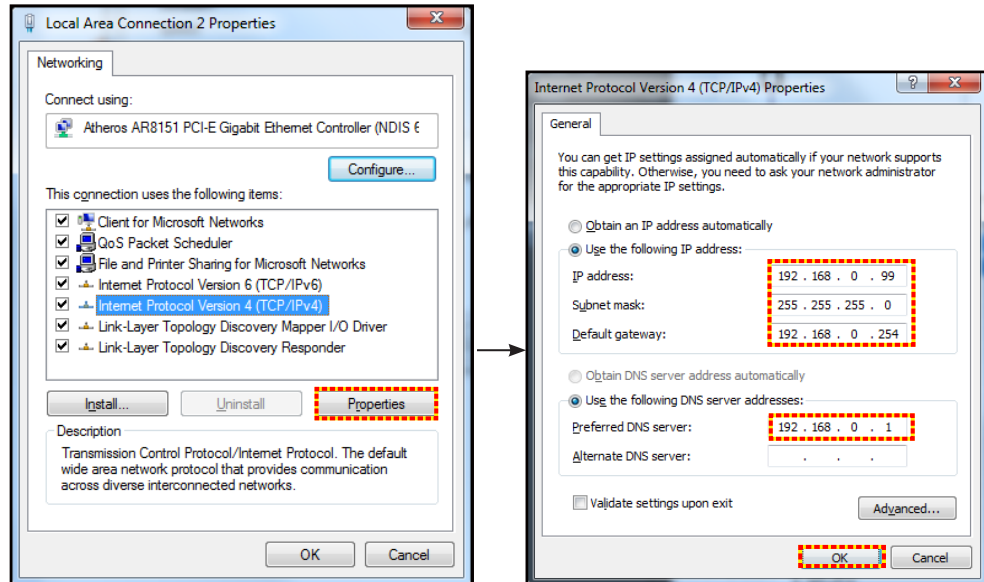 Local Area Connection 2 Properties
Networking
Connect using:
Atheros AR8151 PCI-E Gigabit Ethernet Controller (NDIS 6
Configure...
This connection uses the following items:
Client for Microsoft Networks
QoS Packet Scheduler
File and Printer Sharing for Microsoft Networks
Internet Protocol Version 6 (TCP/IPv6)
Internet Protocol Version 4 (TCP/IPv4)
Link-Layer Topology Discovery Mapper I/O Driver
Link-Layer Topology Discovery Responder
Install...
Uninstall
Properties
Description
Transmission Control Protocol/Internet Protocol. The default
wide area network protocol that provides communication
across diverse interconnected networks.
OK
Cancel
Internet Protocol Version 4 (TCP/IPv4) Properties
General
You can get IP settings assigned automatically if your network supports
this capability. Otherwise, you need to ask your network administrator
for the appropriate IP settings.
Obtain an IP address automatically
Use the following IP address:
IP address: 192 . 168 . 0 . 99
Subnet mask: 255 . 255 . 255 . 0
Default gateway: 192 . 168 . 0 . 254
Obtain DNS server address automatically
Use the following DNS server addresses:
Preferred DNS server: 192 . 168 . 0 . 1
Alternate DNS server: . . .
Validate settings upon exit
Advanced...
OK
Cancel